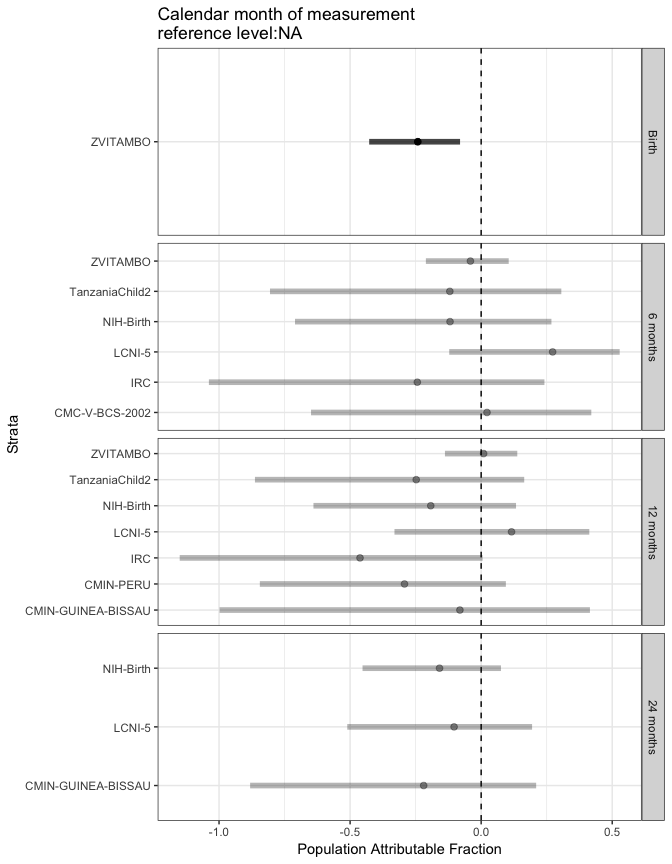 Calendar month of measurement
reference level:NA
Strata
ZVITAMBO
Birth
ZVITAMBO
TanzaniaChild2
NIH-Birth
LCNI-5
IRC
CMC-V-BCS-2002
6 months
ZVITAMBO
TanzaniaChild2
NIH-Birth
LCNI-5
IRC
CMIN-PERU
CMIN-GUINEA-BISSAU
12 months
NIH-Birth
LCNI-5
CMIN-GUINEA-BISSAU
24 months
-1.0 -0.5 0.0 0.5
Population Attributable Fraction